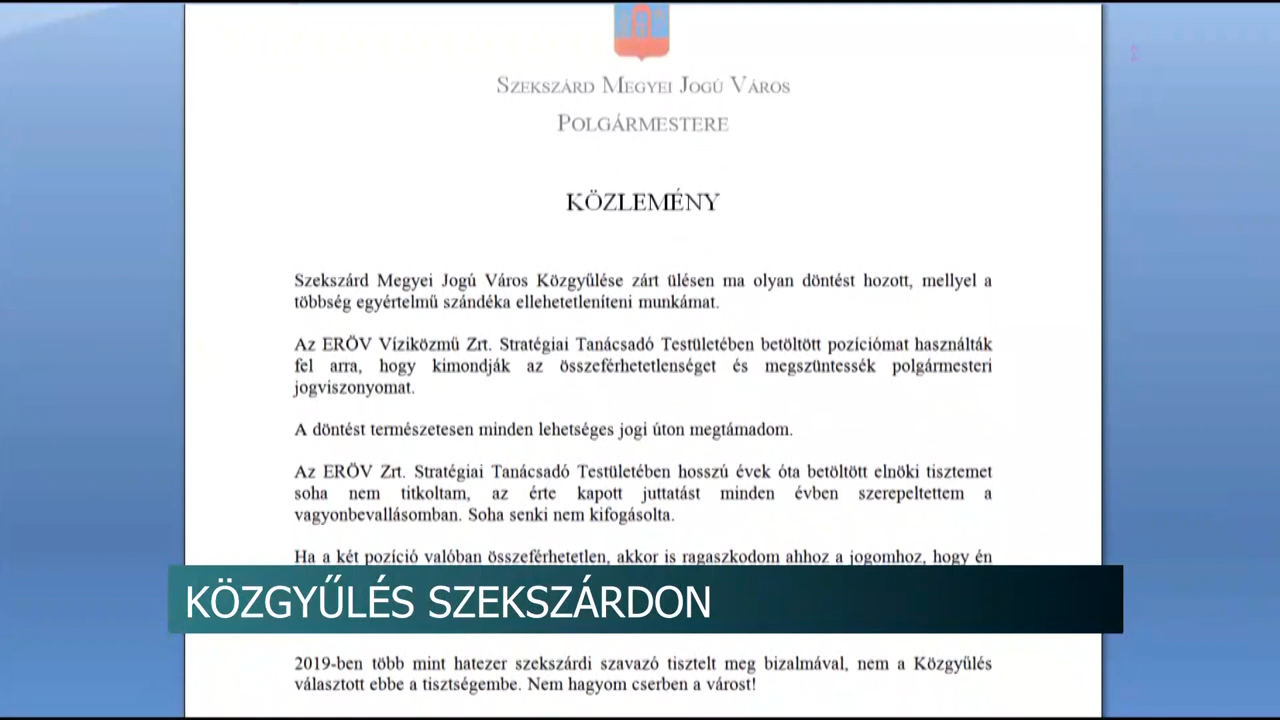 Szekszárd Megyei Jogú Város
Polgármestere
KÖZLEMÉNY
Szekszárd Megyei Jogú Város Közgyűlése zárt ülésen ma olyan döntést hozott, mellyel a
többség egyértelmű szándéka ellehetetleníteni munkámat.
Az ERÖV Víziközmű Zrt. Stratégiai Tanácsadó Testületében betöltött pozíciómat használták
fel arra, hogy kimondják az összeférhetetlenséget és megszüntessék polgármesteri
jogviszonyomat.
A döntést természetesen minden lehetséges jogi úton megtámadom.
Az ERÖV Zrt. Stratégiai Tanácsadó Testületében hosszú évek óta betöltött elnöki tisztemet
soha nem titkoltam, az érte kapott juttatást minden évben szerepeltettem a
vagyonbevallásomban. Soha senki nem kifogásolta.
Ha a két pozíció valóban összeférhetetlen, akkor is ragaszkodom ahhoz a jogomhoz, hogy én
KÖZGYŰLÉS SZEKSZÁRDON
2019-ben több mint hatezer szekszárdi szavazó tisztelt meg bizalmával, nem a Közgyűlés
választott ebbe a tisztségembe. Nem hagyom cserben a várost!